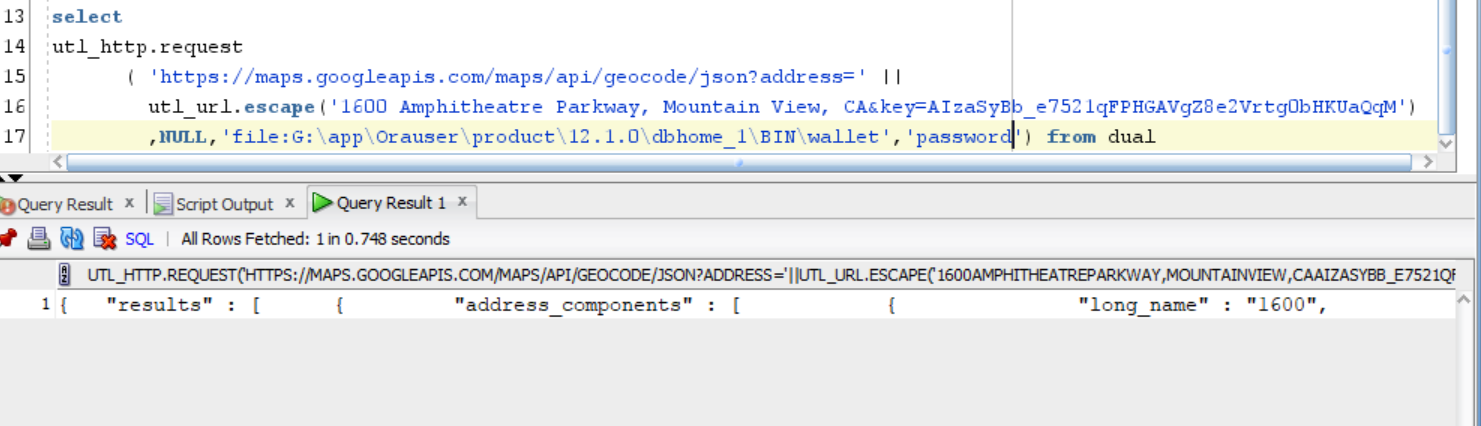 13 select
14 utl_http.request
15 ( 'https://maps.googleapis.com/maps/api/geocode/json?address=' ||
16 utl_url.escape('1600 Amphitheatre Parkway, Mountain View, CA&key=AIzaSyBb_e7521qFPHGAVgZ8e2Vrtg0bHKUaQqM')
17 ,NULL,'file:G:\app\Orauser\product\12.1.0\dbhome_1\BIN\wallet','password') from dual
Query Result x Script Output x Query Result 1 x
SQL | All Rows Fetched: 1 in 0.748 seconds
UTL_HTTP.REQUEST('HTTPS://MAPS.GOOGLEAPIS.COM/MAPS/API/GEOCODE/JSON?ADDRESS='||UTL_URL.ESCAPE('1600AMPHITHEATREPARKWAY,MOUNTAINVIEW,CAAIZASYBB_E7521QF
1 { "results" : [ { "address_components" : [ { "long_name" : "1600",